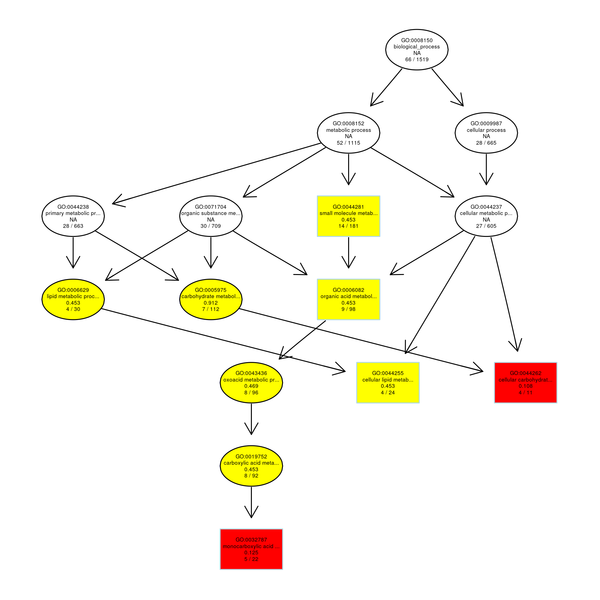 GO:0008150
biological_process
NA
66 / 1519
GO:0008152
metabolic process
NA
52 / 1115
GO:0009987
cellular process
NA
28 / 665
GO:0044238
primary metabolic pr...
NA
28 / 663
GO:0071704
organic substance me...
NA
30 / 709
GO:0044281
small molecule metab...
0.453
14 / 181
GO:0044237
cellular metabolic p...
NA
27 / 605
GO:0006629
lipid metabolic proc...
0.453
4 / 30
GO:0005975
carbohydrate metabol...
0.912
7 / 112
GO:0006082
organic acid metabol...
0.453
9 / 98
GO:0043436
oxoacid metabolic pr...
0.469
8 / 96
GO:0044255
cellular lipid metab...
0.453
4 / 24
GO:0044262
cellular carbohydrat...
4 / 11
GO:0019752
carboxylic acid meta...
0.453
8 / 92
GO:0032787
monocarboxylic acid ...